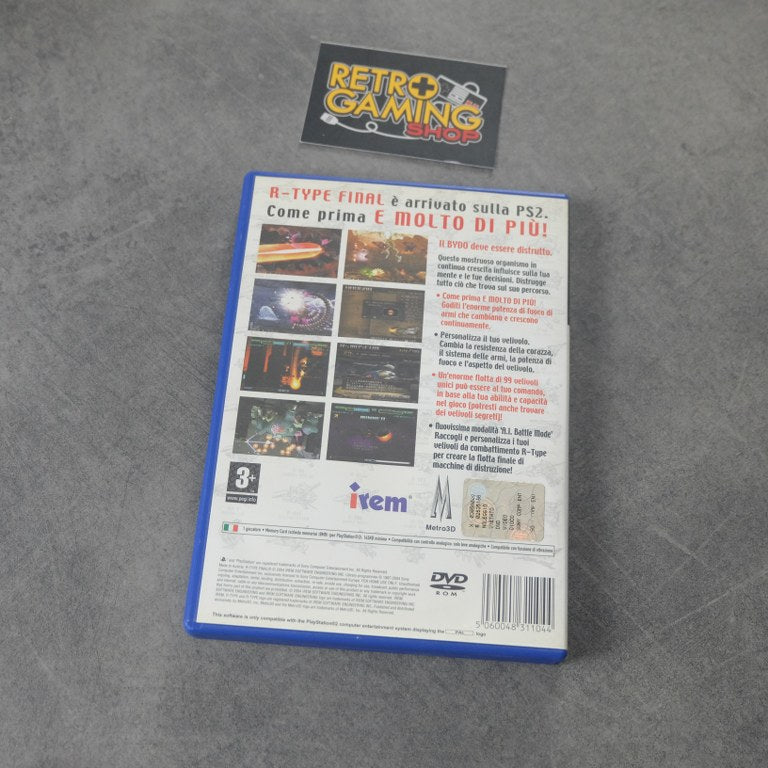 RETRO
GAMING
SHOP
R-TYPE FINAL è arrivato sulla PS2.
Come prima E MOLTO DI PIÙ!
Il BYDO deve essere distrutto.
Questo mostruoso organismo in
continua crescita influisce sulla tua
mente e le tue decisioni. Distrugge
tutto ciò che trova sul suo percorso.
• Come prima E MOLTO DI PIÙ!
Goditi l'enorme potenza di fuoco di
armi che cambiano e crescono
continuamente.
• Personalizza il tuo velivolo.
Cambia la resistenza della corazza,
il sistema delle armi, la potenza di
fuoco e l'aspetto del velivolo.
• Un'enorme flotta di 99 velivoli
unici può essere al tuo comando,
in base alla tua abilità e capacità
nel gioco (potresti anche trovare
dei velivoli segreti)!
• Nuovissima modalità 'A.I. Battle Mode'
Raccogli e personalizza i tuoi
velivoli da combattimento R-Type
per creare la flotta finale di
macchine di distruzione!
3+
www.pegi.info
irem
Metro3D
DVD
ROM
5 060048 311044
This software is only compatible with the PlayStation®2 computer entertainment system displaying the PAL logo